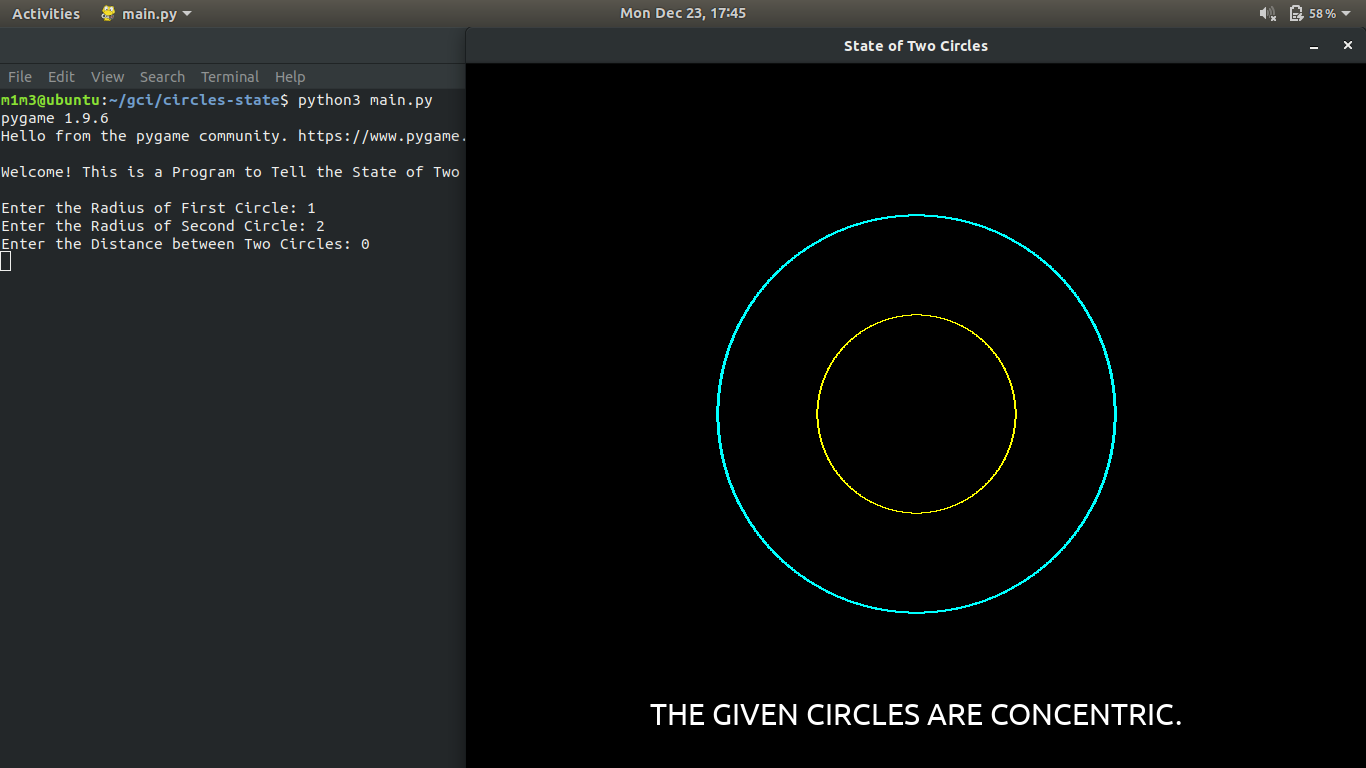 Activities main.py Mon Dec 23, 17:45 58%
State of Two Circles
File Edit View Search Terminal Help
m1m3@ubuntu:~/gci/circles-state$ python3 main.py
pygame 1.9.6
Hello from the pygame community. https://www.pygame.
Welcome! This is a Program to Tell the State of Two
Enter the Radius of First Circle: 1
Enter the Radius of Second Circle: 2
Enter the Distance between Two Circles: 0
THE GIVEN CIRCLES ARE CONCENTRIC.